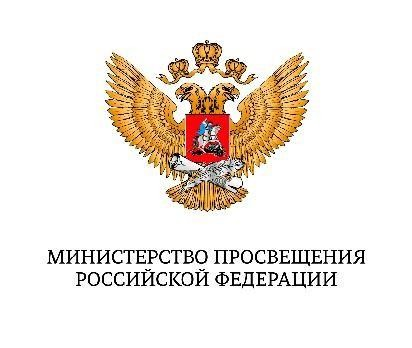 МИНИСТЕРСТВО ПРОСВЕЩЕНИЯ
РОССИЙСКОЙ ФЕДЕРАЦИИ